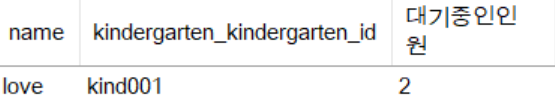 name kindergarten_kindergarten_id 대기중인인
원
love kind001 2